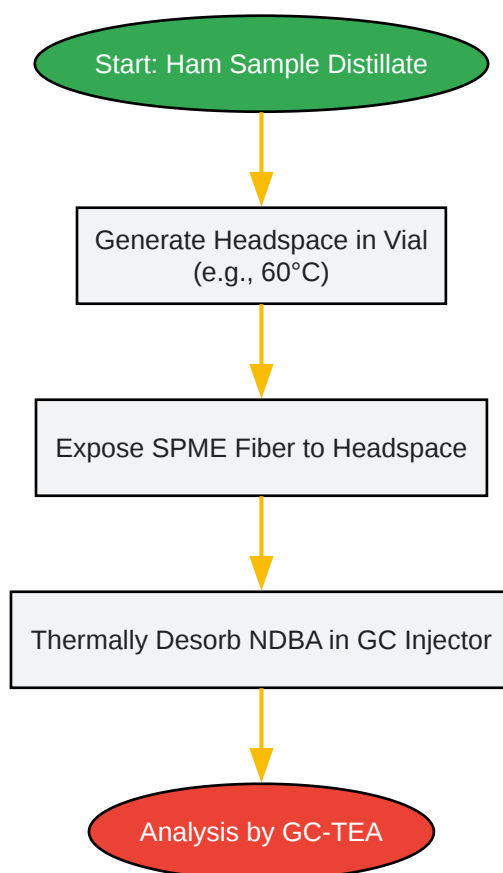 Start: Ham Sample Distillate
Generate Headspace in Vial
(e.g., 60°C)
Expose SPME Fiber to Headspace
Thermally Desorb NDBA in GC Injector
Analysis by GC-TEA